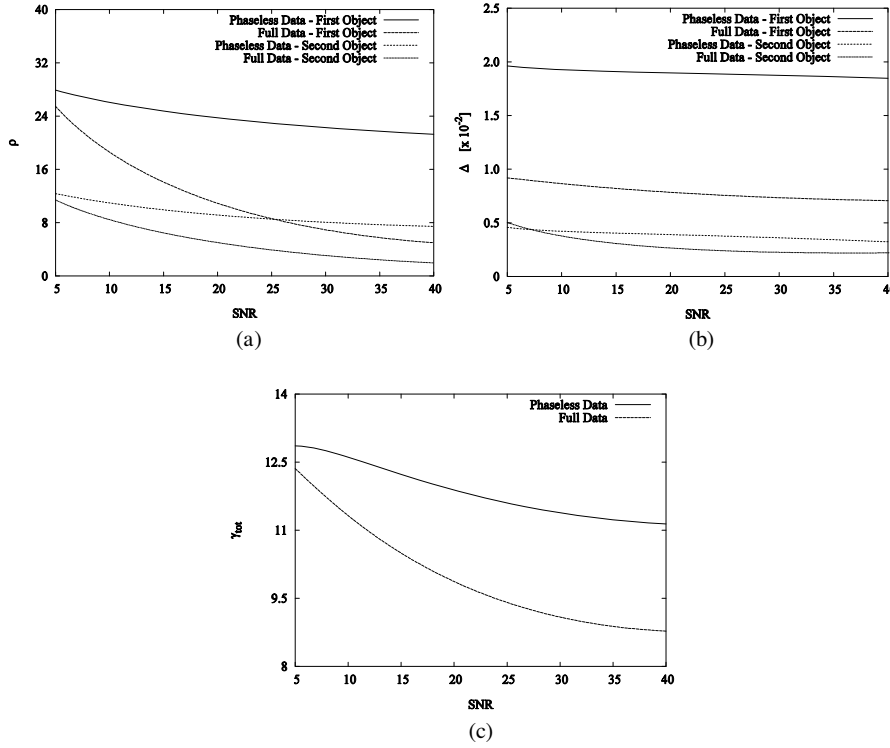 40
32
24
16
8
0
ρ
5 10 15 20 25 30 35 40
SNR
Phaseless Data - First Object
Full Data - First Object
Phaseless Data - Second Object
Full Data - Second Object
(a)
2.5
2.0
1.5
1.0
0.5
0
Δ [x 10⁻²]
5 10 15 20 25 30 35 40
SNR
Phaseless Data - First Object
Full Data - First Object
Phaseless Data - Second Object
Full Data - Second Object
(b)
14
12.5
11
9.5
8
γtot
5 10 15 20 25 30 35 40
SNR
Phaseless Data
Full Data
(c)